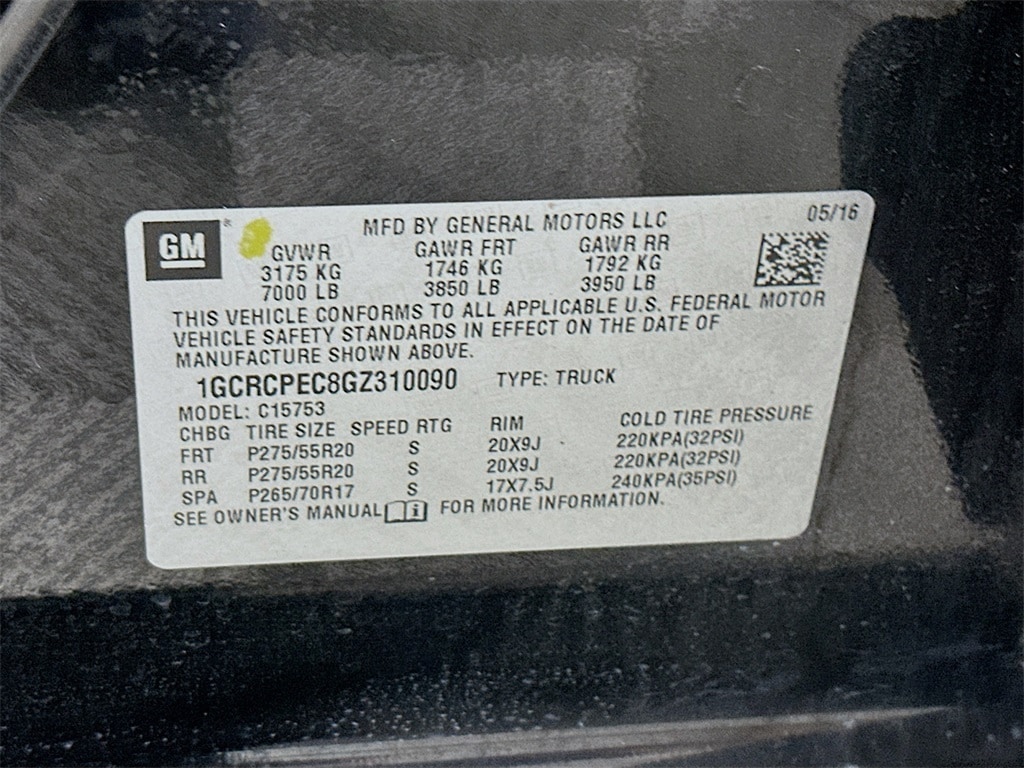 GM ®
MFD BY GENERAL MOTORS LLC 05/16
GVWR GAWR FRT GAWR RR
3175 KG 1746 KG 1792 KG
7000 LB 3850 LB 3950 LB
THIS VEHICLE CONFORMS TO ALL APPLICABLE U.S. FEDERAL MOTOR
VEHICLE SAFETY STANDARDS IN EFFECT ON THE DATE OF
MANUFACTURE SHOWN ABOVE.
1GCRCPEC8GZ310090 TYPE: TRUCK
MODEL: C15753
CHBG TIRE SIZE SPEED RTG RIM COLD TIRE PRESSURE
FRT P275/55R20 S 20X9J 220KPA(32PSI)
RR P275/55R20 S 20X9J 220KPA(32PSI)
SPA P265/70R17 S 17X7.5J 240KPA(35PSI)
SEE OWNER'S MANUAL i FOR MORE INFORMATION.